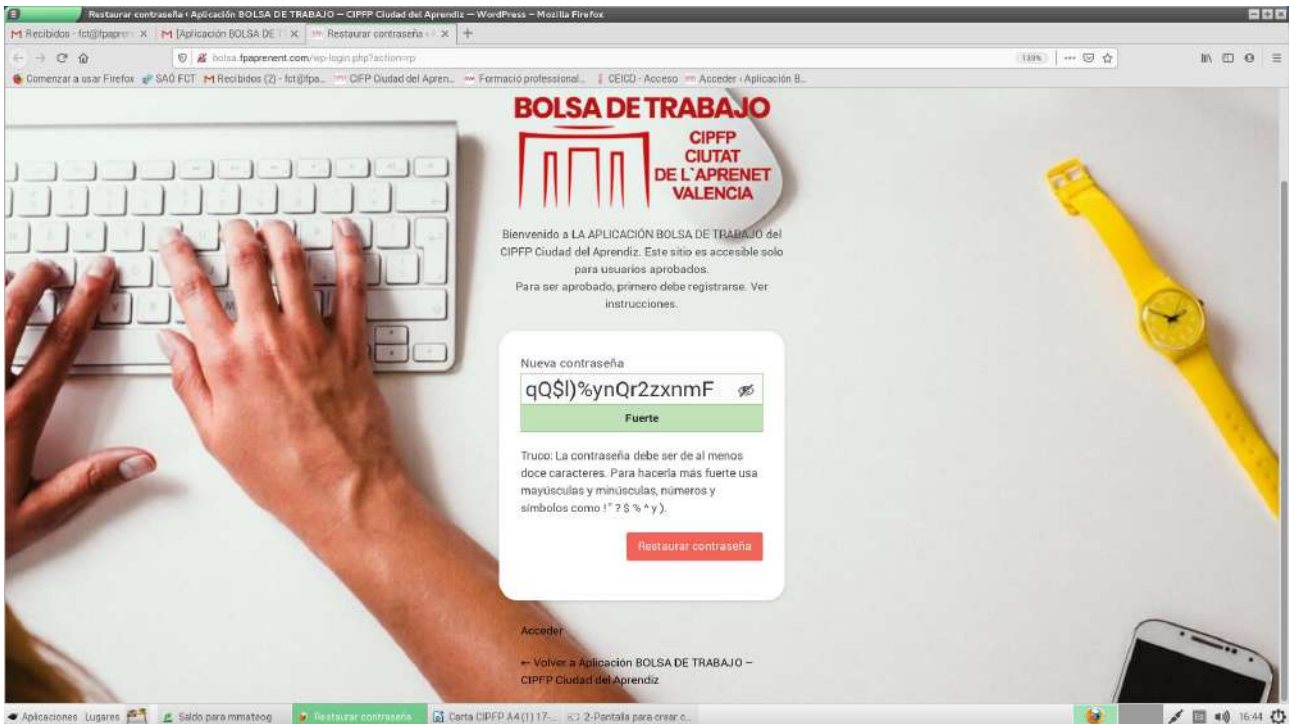 Restaurar contraseña ‹ Aplicación BOLSA DE TRABAJO — CIPFP Ciudad del Aprendiz — WordPress - Mozilla Firefox
Recibidos - fct@fpapren
[Aplicación BOLSA DE T
Restaurar contraseña ‹ A
bolsa.fpaprenent.com/wp-login.php?action=rp
Comenzar a usar Firefox SAÓ FCT Recibidos (2) - fct@fpa... CIFP Ciudad del Apren... Formació professional... CEICD - Acceso Acceder ‹ Aplicación B...
BOLSA DE TRABAJO
CIPFP
CIUTAT
DE L`APRENET
VALENCIA
Bienvenido a LA APLICACIÓN BOLSA DE TRABAJO del
CIPFP Ciudad del Aprendiz. Este sitio es accesible solo
para usuarios aprobados.
Para ser aprobado, primero debe registrarse. Ver
instrucciones.
Nueva contraseña
qQ$l)%ynQr2zxnmF
Fuerte
Truco: La contraseña debe ser de al menos
doce caracteres. Para hacerla más fuerte usa
mayúsculas y minúsculas, números y
símbolos como ! " ? $ % ^ y ).
Restaurar contraseña
Acceder
← Volver a Aplicación BOLSA DE TRABAJO —
CIPFP Ciudad del Aprendiz
Aplicaciones Lugares Saldo para mmateog Restaurar contraseña Carta CIPFP A4 (1) 17-... 2-Pantalla para crear c... 16:44